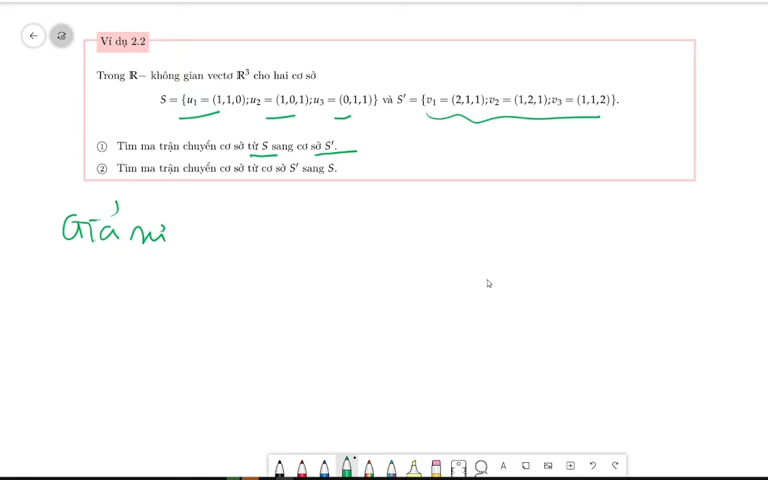 Ví dụ 2.2
Trong ℝ− không gian vectơ ℝ³ cho hai cơ sở
S = {u₁ = (1,1,0); u₂ = (1,0,1); u₃ = (0,1,1)} và S′ = {v₁ = (2,1,1); v₂ = (1,2,1); v₃ = (1,1,2)}.
① Tìm ma trận chuyển cơ sở từ S sang cơ sở S′.
② Tìm ma trận chuyển cơ sở từ cơ sở S′ sang S.
Giả sử
A